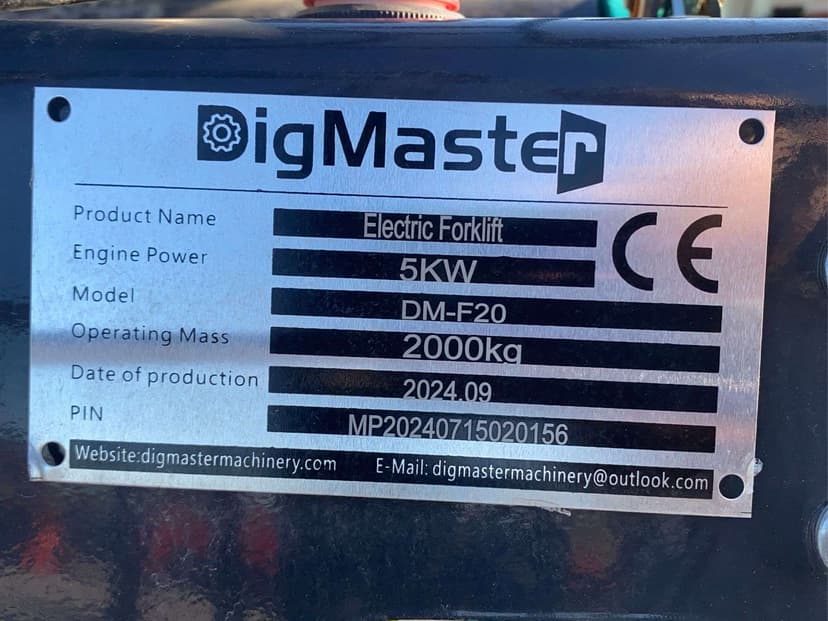 DigMaster
Product Name Electric Forklift
Engine Power 5KW
Model DM-F20
Operating Mass 2000kg
Date of production 2024.09
PIN MP20240715020156
CE
Website:digmastermachinery.com E-Mail: digmastermachinery@outlook.com